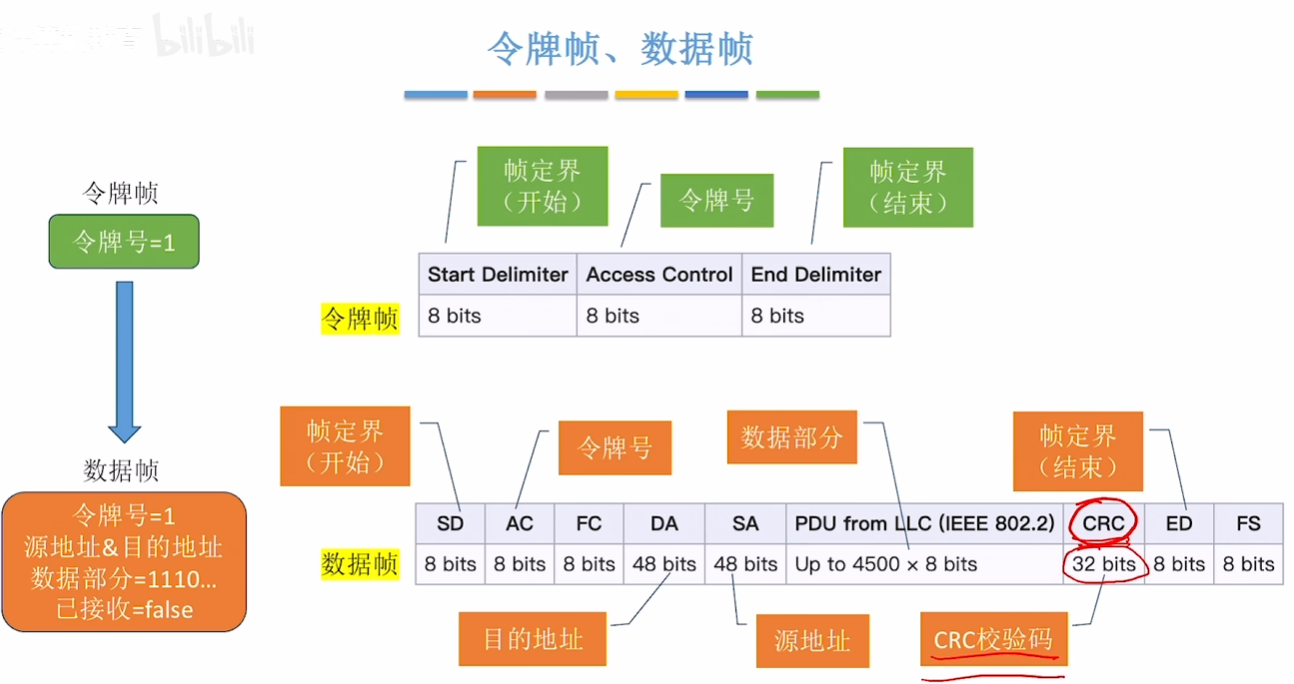 bilibili
令牌帧、数据帧
令牌帧
令牌号=1
数据帧
令牌号=1
源地址&目的地址
数据部分=1110...
已接收=false
帧定界
（开始）
令牌号
帧定界
（结束）
Start Delimiter Access Control End Delimiter
令牌帧 8 bits 8 bits 8 bits
帧定界
（开始）
令牌号
数据部分
帧定界
（结束）
SD AC FC DA SA PDU from LLC (IEEE 802.2) CRC ED FS
数据帧 8 bits 8 bits 8 bits 48 bits 48 bits Up to 4500 × 8 bits 32 bits 8 bits 8 bits
目的地址
源地址
CRC校验码